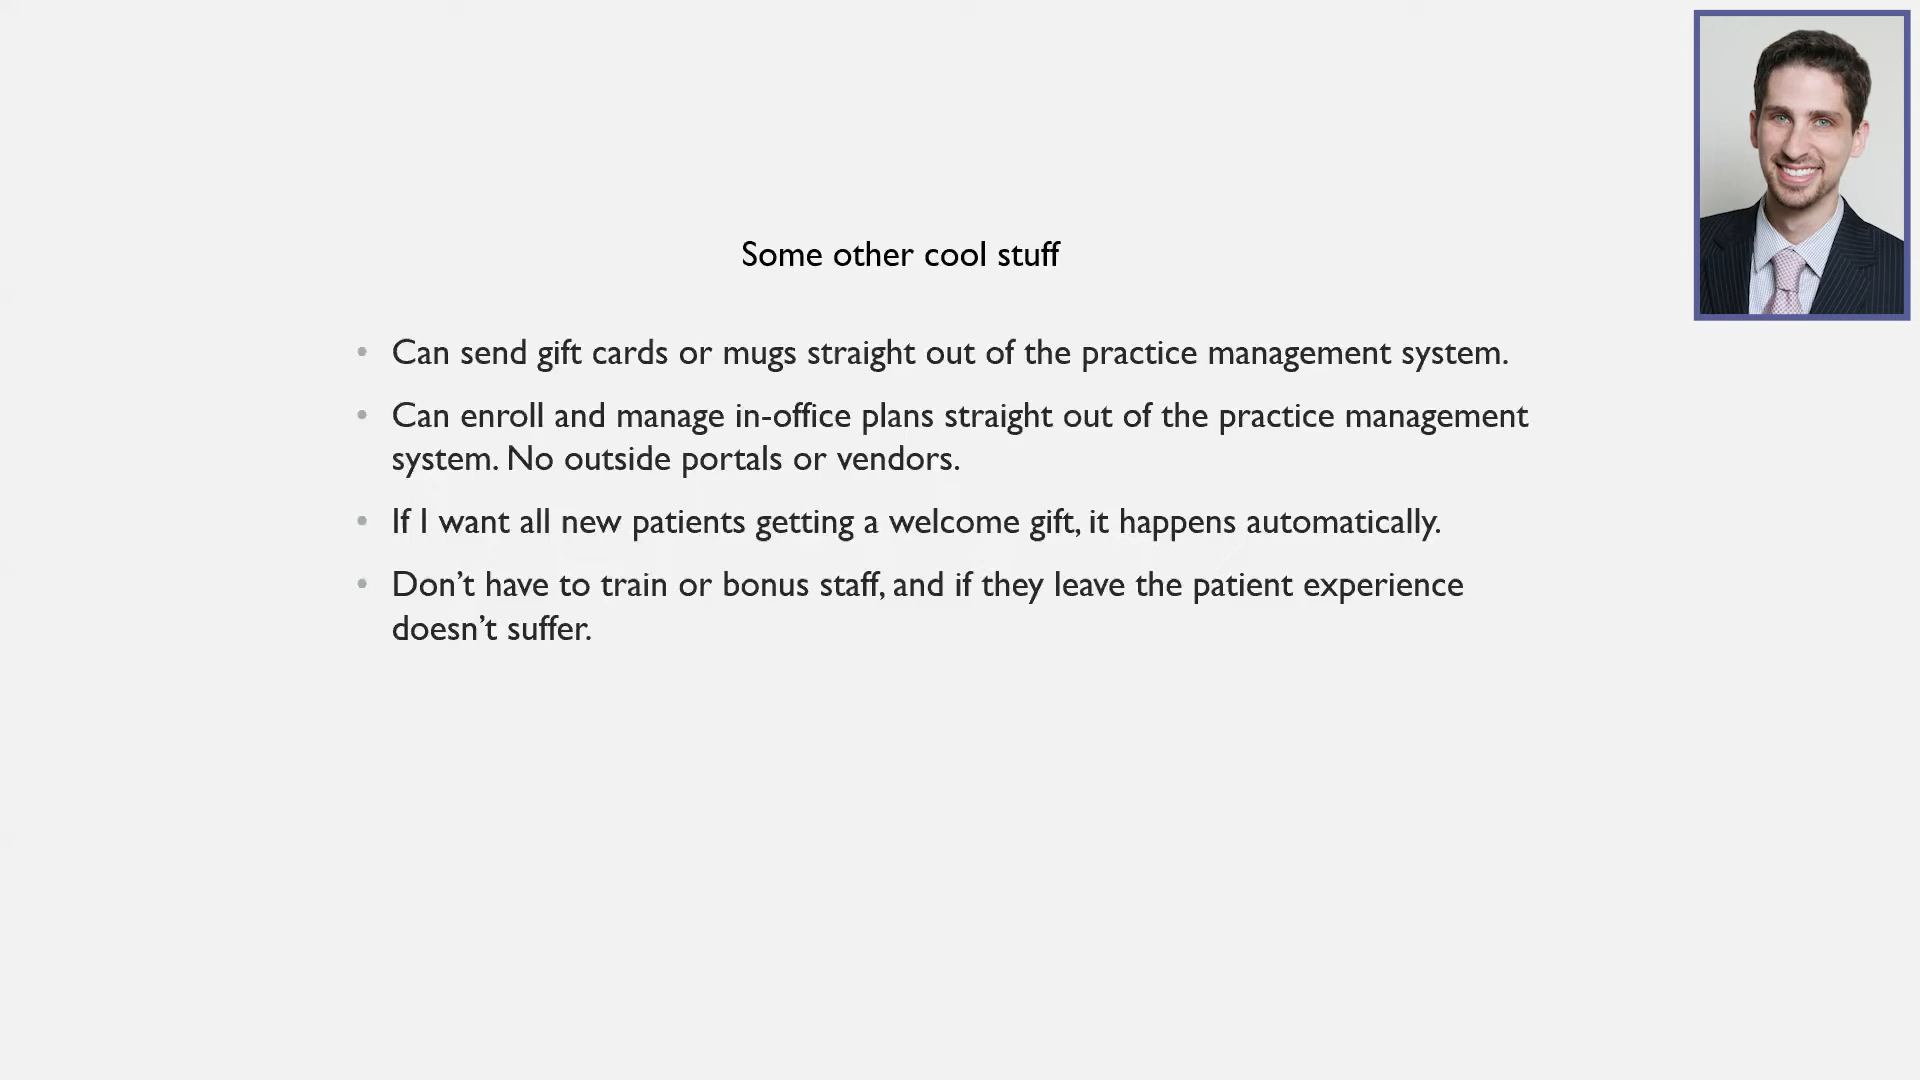 Some other cool stuff
• Can send gift cards or mugs straight out of the practice management system.
• Can enroll and manage in-office plans straight out of the practice management
system. No outside portals or vendors.
• If I want all new patients getting a welcome gift, it happens automatically.
• Don’t have to train or bonus staff, and if they leave the patient experience
doesn’t suffer.